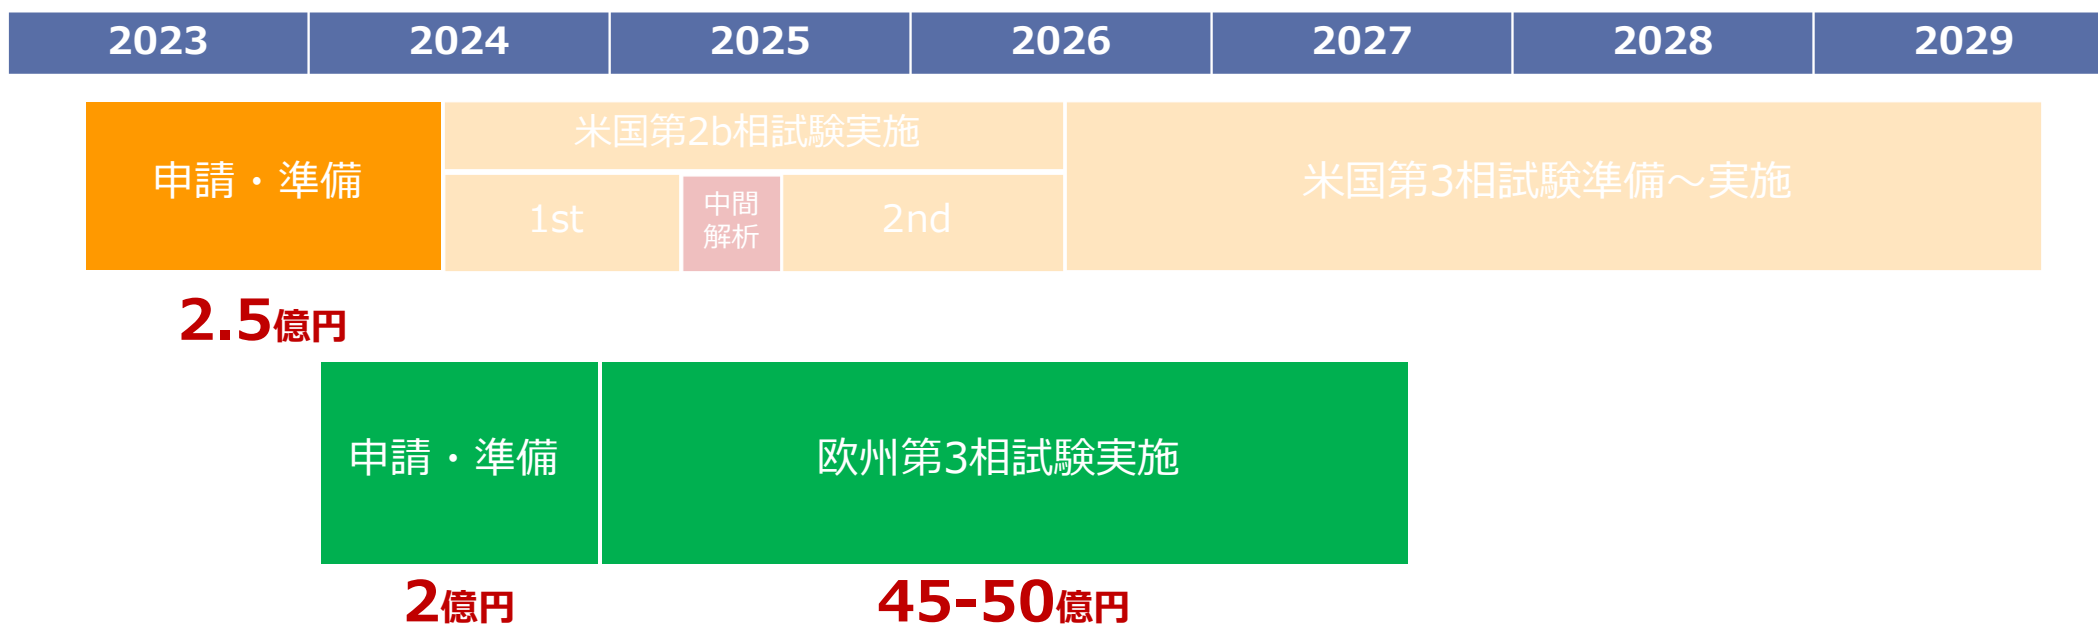 2023 2024 2025 2026 2027 2028 2029
米国第2b相試験実施
申請・準備
米国第3相試験準備～実施
1st
中間
解析
2nd
2.5億円
申請・準備
欧州第3相試験実施
2億円
45-50億円